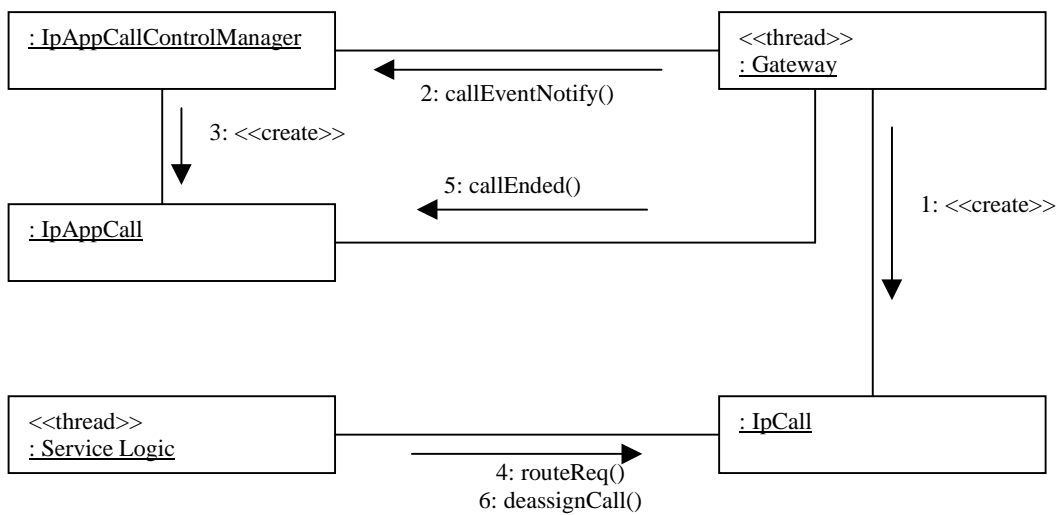 : IpAppCallControlManager
<<thread>>
: Gateway
2: callEventNotify()
3: <<create>>
5: callEnded()
1: <<create>>
: IpAppCall
<<thread>>
: Service Logic
: IpCall
4: routeReq()
6: deassignCall()